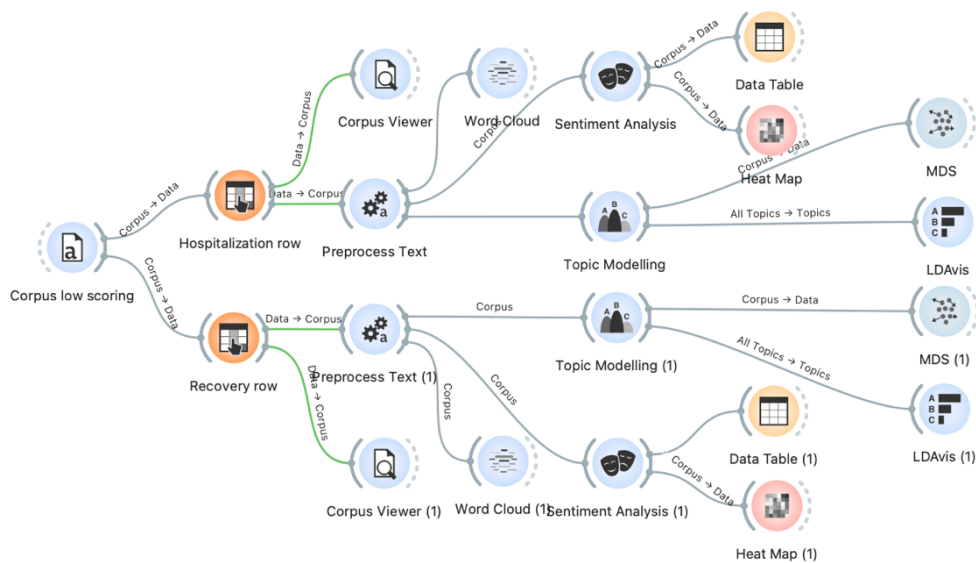 Corpus → Data
Data Table
Data → Corpus
Corpus Viewer
Word Cloud
Corpus
Sentiment Analysis
Corpus → Data
Heat Map
Corpus → Data
MDS
Corpus → Data
Hospitalization row
Data → Corpus
Preprocess Text
A B C
Topic Modelling
All Topics → Topics
A
B
C
LDAvis
a
Corpus low scoring
Corpus → Data
Recovery row
Data → Corpus
a
Preprocess Text (1)
Corpus
A B C
Topic Modelling (1)
Corpus → Data
MDS (1)
All Topics → Topics
A
B
C
LDAvis (1)
Data → Corpus
Corpus Viewer (1)
Corpus
Word Cloud (1)
Corpus
Sentiment Analysis (1)
Data Table (1)
Corpus → Data
Heat Map (1)
a